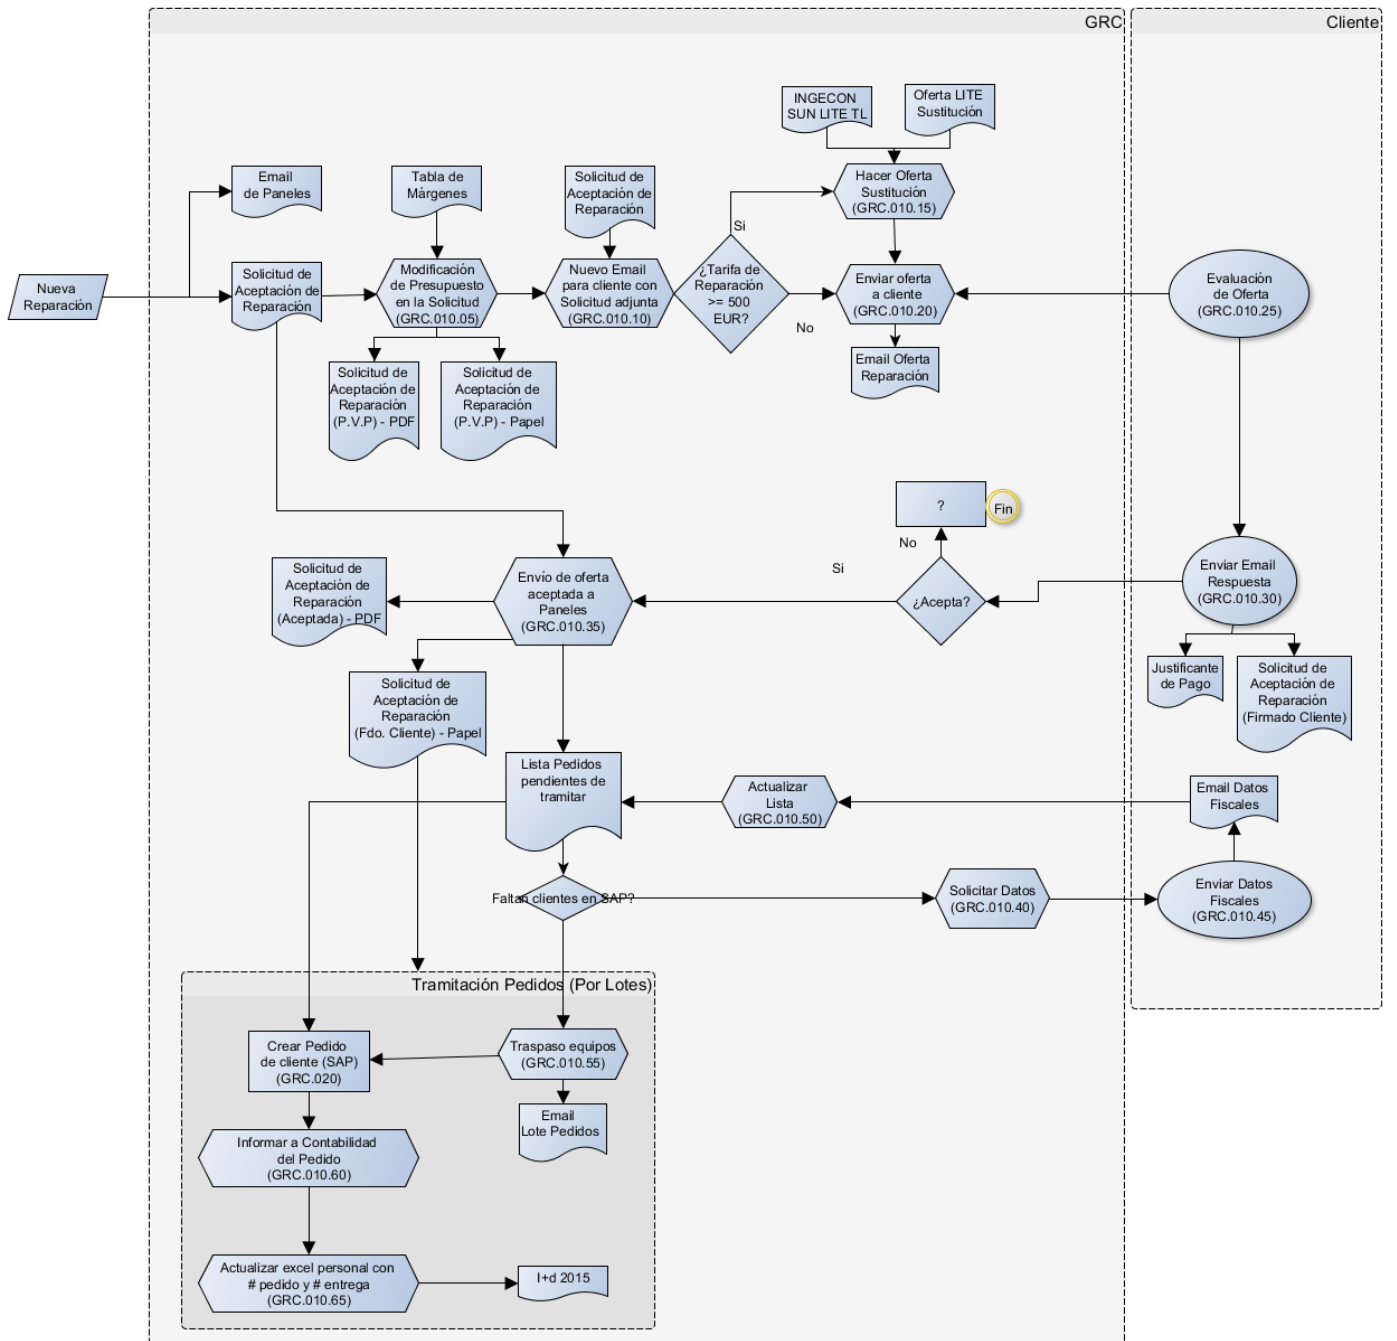 GRC
Cliente
INGECON
SUN LITE TL
Oferta LITE
Sustitución
Email
de Paneles
Tabla de
Márgenes
Solicitud de
Aceptación de
Reparación
Hacer Oferta
Sustitución
(GRC.010.15)
Si
Nueva
Reparación
Solicitud de
Aceptación de
Reparación
Modificación
de Presupuesto
en la Solicitud
(GRC.010.05)
Nuevo Email
para cliente con
Solicitud adjunta
(GRC.010.10)
¿Tarifa de
Reparación
>= 500
EUR?
No
Enviar oferta
a cliente
(GRC.010.20)
Evaluación
de Oferta
(GRC.010.25)
Email Oferta
Reparación
Solicitud de
Aceptación de
Reparación
(P.V.P) - PDF
Solicitud de
Aceptación de
Reparación
(P.V.P) - Papel
?
Fin
No
Si
¿Acepta?
Enviar Email
Respuesta
(GRC.010.30)
Solicitud de
Aceptación de
Reparación
(Aceptada) - PDF
Envío de oferta
aceptada a
Paneles
(GRC.010.35)
Justificante
de Pago
Solicitud de
Aceptación de
Reparación
(Firmado Cliente)
Solicitud de
Aceptación de
Reparación
(Fdo. Cliente) - Papel
Lista Pedidos
pendientes de
tramitar
Actualizar
Lista
(GRC.010.50)
Email Datos
Fiscales
Faltan clientes en SAP?
Solicitar Datos
(GRC.010.40)
Enviar Datos
Fiscales
(GRC.010.45)
Tramitación Pedidos (Por Lotes)
Crear Pedido
de cliente (SAP)
(GRC.020)
Traspaso equipos
(GRC.010.55)
Email
Lote Pedidos
Informar a Contabilidad
del Pedido
(GRC.010.60)
Actualizar excel personal con
# pedido y # entrega
(GRC.010.65)
I+d 2015